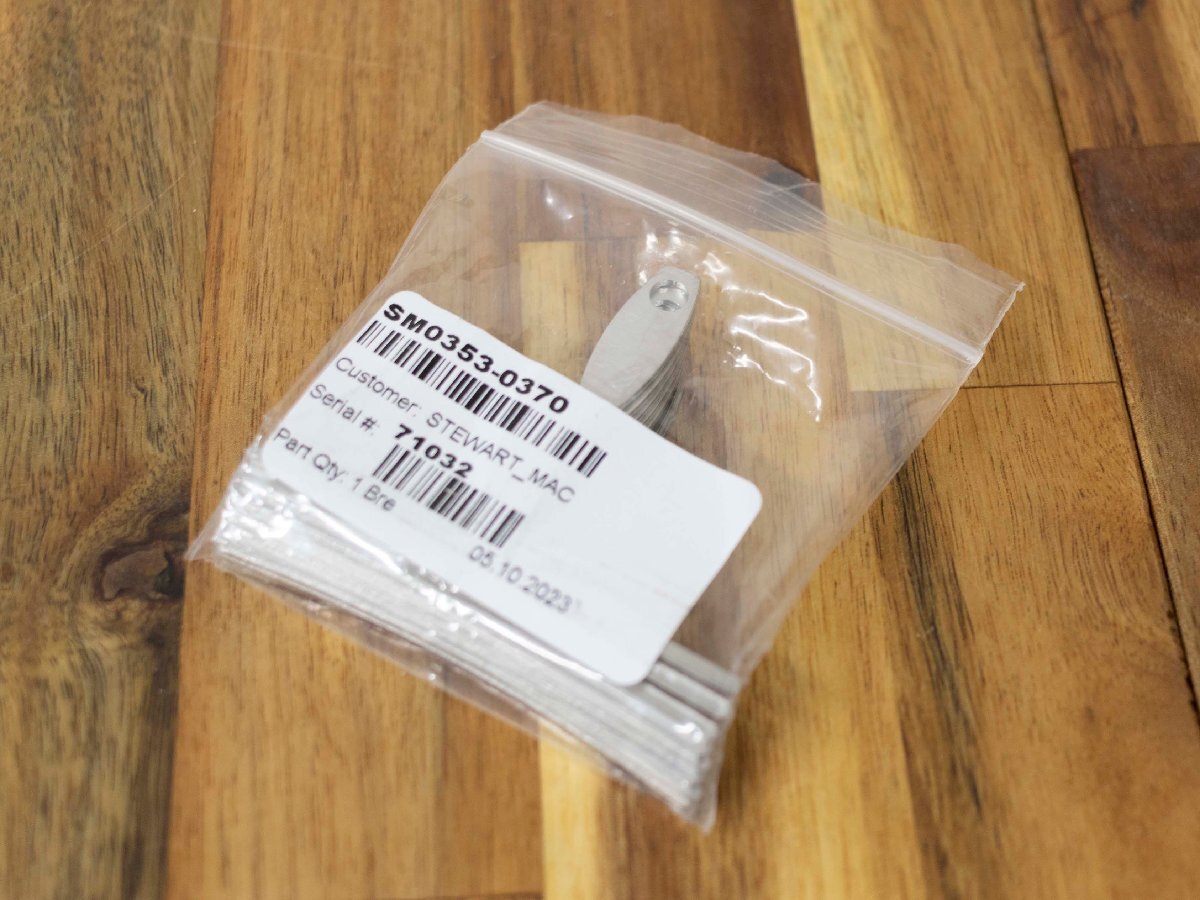 SM0353-0370
Customer: STEWART_MAC
Serial #: 71032
Part Qty: 1 Bre
05.10.2023